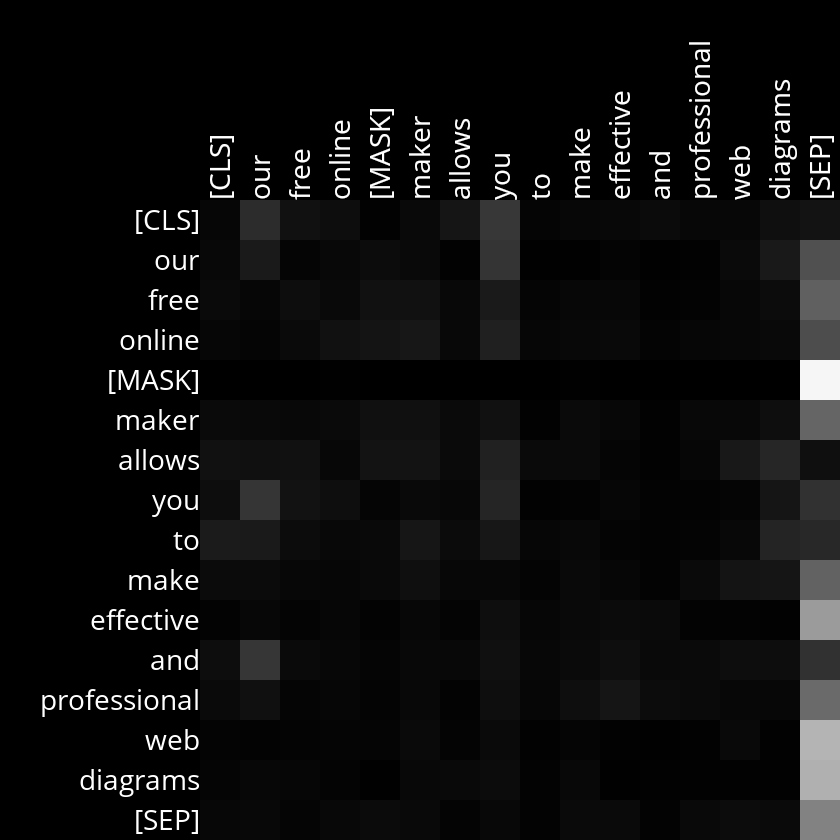 [CLS] our free online [MASK] maker allows you to make effective and professional web diagrams [SEP]
[CLS]
our
free
online
[MASK]
maker
allows
you
to
make
effective
and
professional
web
diagrams
[SEP]